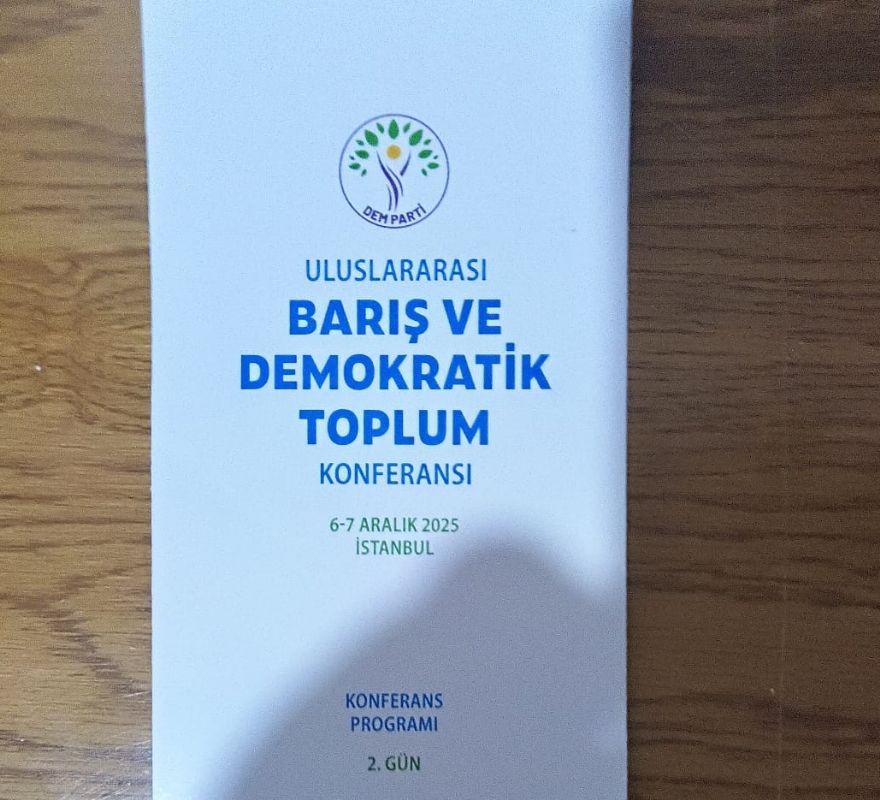 DEM PARTİ
ULUSLARARASI
BARIŞ VE
DEMOKRATİK
TOPLUM
KONFERANSI
6-7 ARALIK 2025
İSTANBUL
KONFERANS
PROGRAMI
2. GÜN